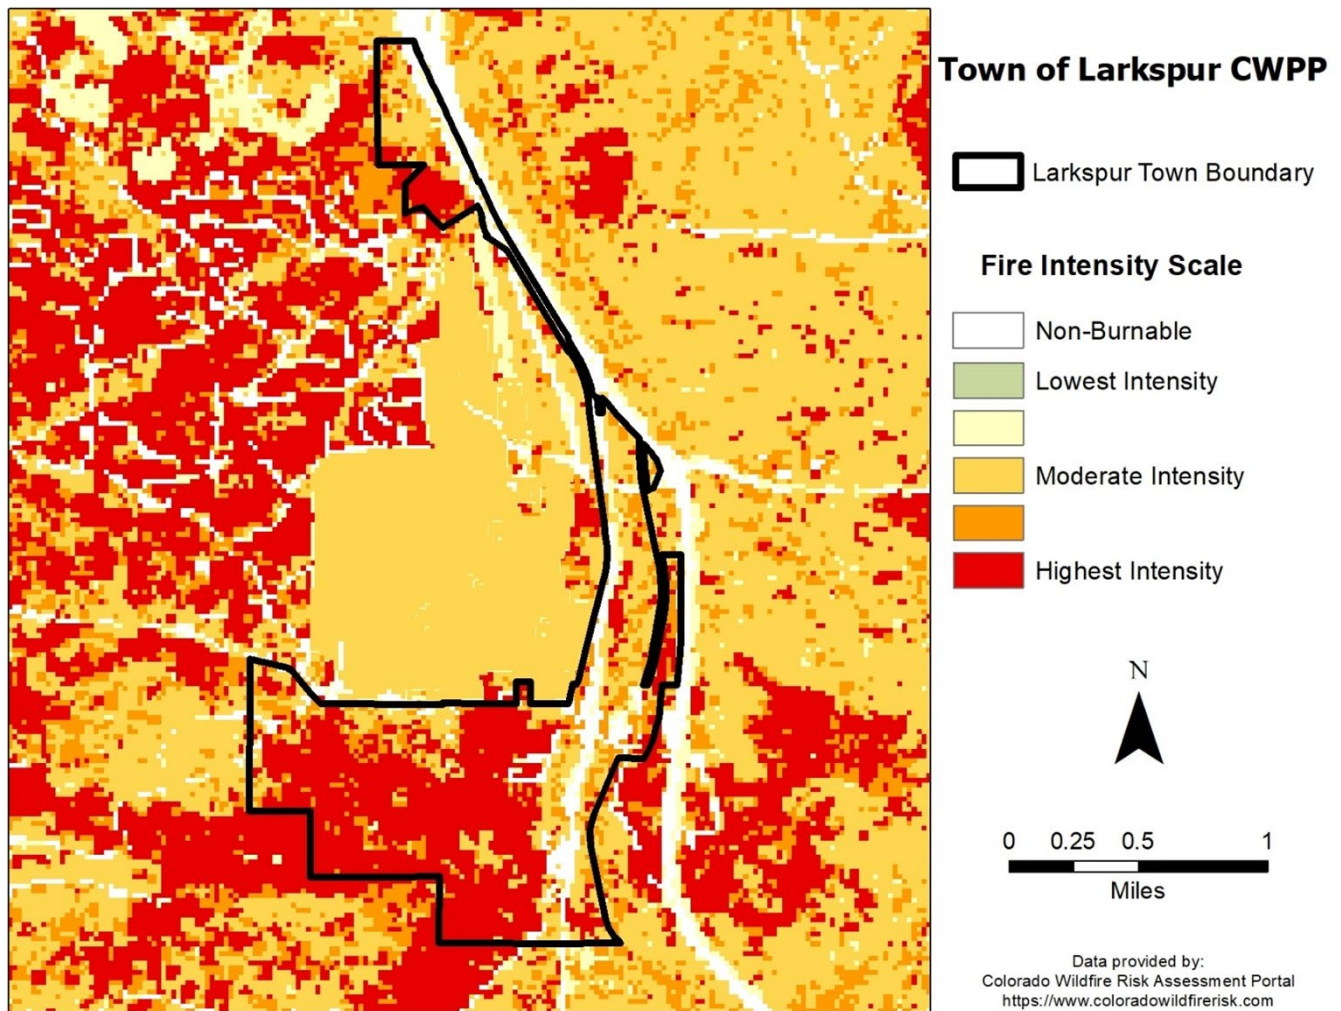 Town of Larkspur CWPP
Larkspur Town Boundary
Fire Intensity Scale
Non-Burnable
Lowest Intensity
Moderate Intensity
Highest Intensity
N
0 0.25 0.5 1
Miles
Data provided by:
Colorado Wildfire Risk Assessment Portal
https://www.coloradowildfirerisk.com